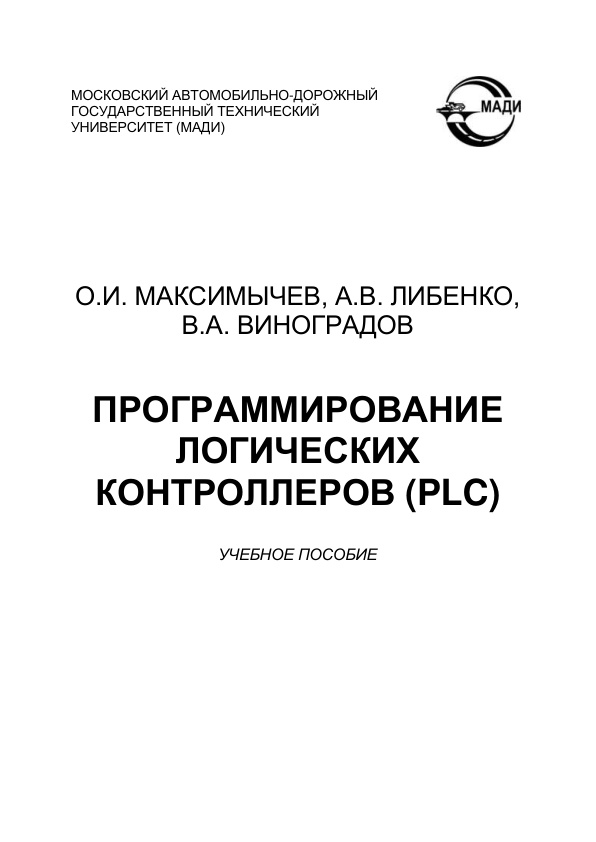 МОСКОВСКИЙ АВТОМОБИЛЬНО-ДОРОЖНЫЙ
ГОСУДАРСТВЕННЫЙ ТЕХНИЧЕСКИЙ
УНИВЕРСИТЕТ (МАДИ)
МАДИ
О.И. МАКСИМЫЧЕВ, А.В. ЛИБЕНКО,
В.А. ВИНОГРАДОВ
ПРОГРАММИРОВАНИЕ
ЛОГИЧЕСКИХ
КОНТРОЛЛЕРОВ (PLC)
УЧЕБНОЕ ПОСОБИЕ